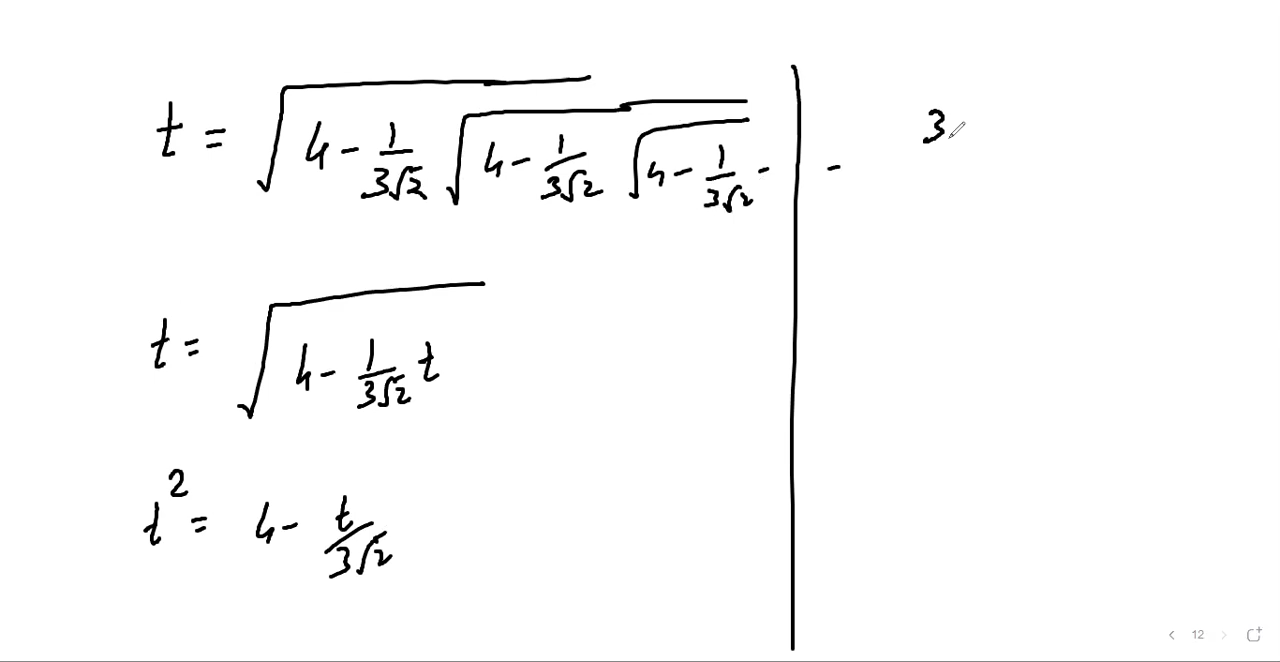 t = √(4 - 1/(3√2) √(4 - 1/(3√2) √(4 - 1/(3√2) - -
t = √(4 - 1/(3√2) t)
t² = 4 - t/(3√2)
3
12